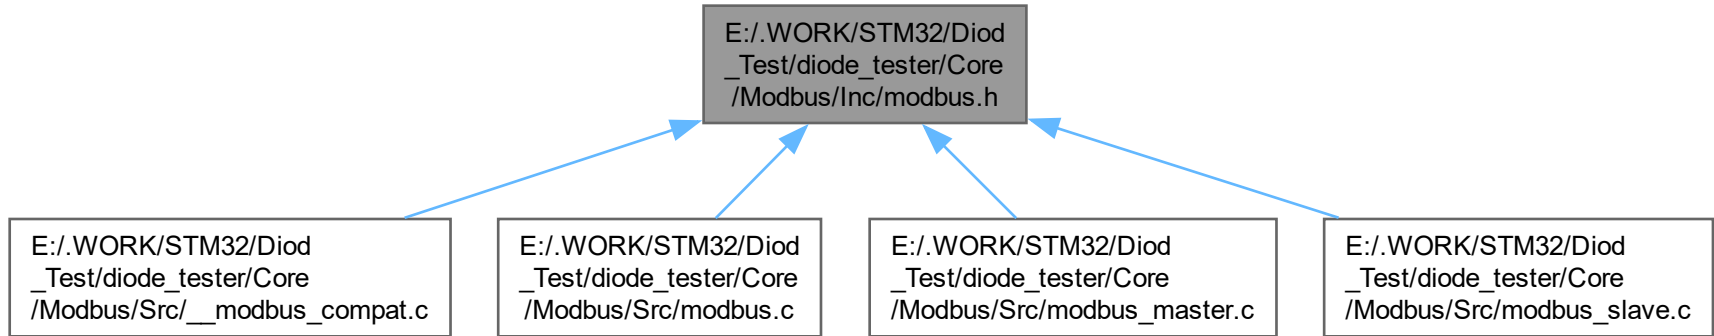 E:/.WORK/STM32/Diod
_Test/diode_tester/Core
/Modbus/Inc/modbus.h
E:/.WORK/STM32/Diod
_Test/diode_tester/Core
/Modbus/Src/__modbus_compat.c
E:/.WORK/STM32/Diod
_Test/diode_tester/Core
/Modbus/Src/modbus.c
E:/.WORK/STM32/Diod
_Test/diode_tester/Core
/Modbus/Src/modbus_master.c
E:/.WORK/STM32/Diod
_Test/diode_tester/Core
/Modbus/Src/modbus_slave.c